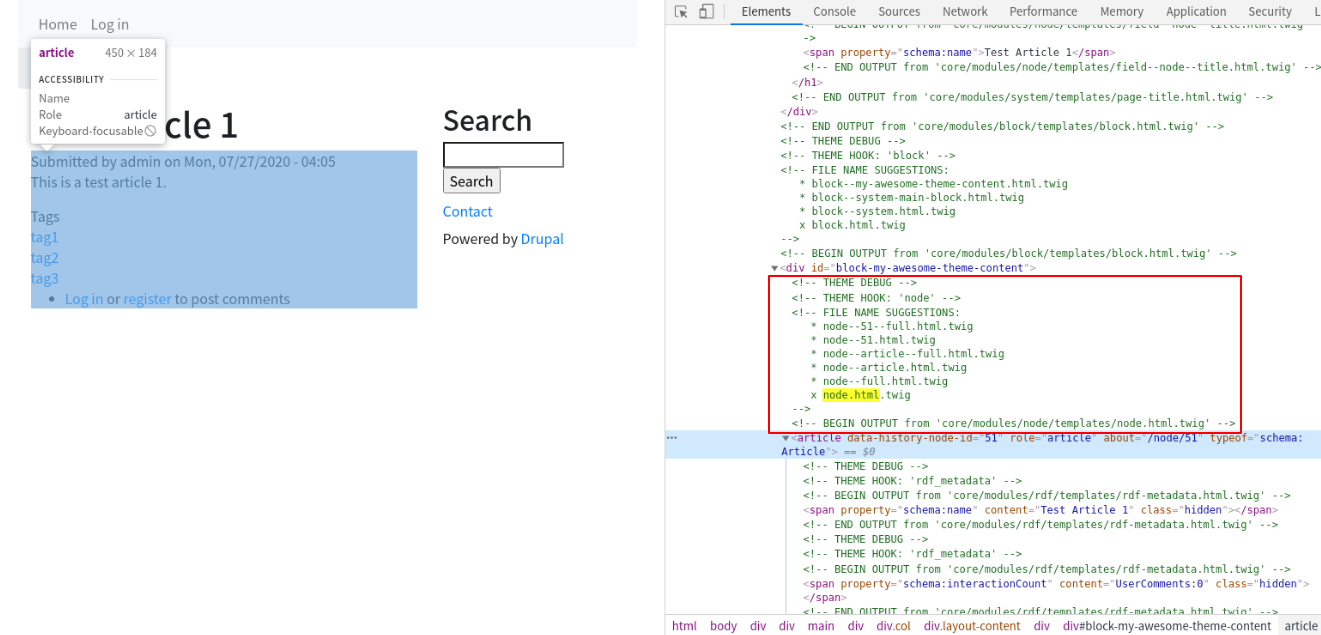 Home Log in
article 450 × 184
ACCESSIBILITY
Name
Role article
Keyboard-focusable
cle 1
Submitted by admin on Mon, 07/27/2020 - 04:05
This is a test article 1.
Tags
tag1
tag2
tag3
Log in or register to post comments
Search
Search
Contact
Powered by Drupal
Elements Console Sources Network Performance Memory Application Security L
<!-- BEGIN OUTPUT from 'core/modules/node/templates/field--node--title.html.twig' --
->
<span property="schema:name">Test Article 1</span>
<!-- END OUTPUT from 'core/modules/node/templates/field--node--title.html.twig' -->
</h1>
<!-- END OUTPUT from 'core/modules/system/templates/page-title.html.twig' -->
</div>
<!-- END OUTPUT from 'core/modules/block/templates/block.html.twig' -->
<!-- THEME DEBUG -->
<!-- THEME HOOK: 'block' -->
<!-- FILE NAME SUGGESTIONS:
* block--my-awesome-theme-content.html.twig
* block--system-main-block.html.twig
* block--system.html.twig
x block.html.twig
-->
<!-- BEGIN OUTPUT from 'core/modules/block/templates/block.html.twig' -->
▼<div id="block-my-awesome-theme-content">
<!-- THEME DEBUG -->
<!-- THEME HOOK: 'node' -->
<!-- FILE NAME SUGGESTIONS:
* node--51--full.html.twig
* node--51.html.twig
* node--article--full.html.twig
* node--article.html.twig
* node--full.html.twig
x node.html.twig
-->
<!-- BEGIN OUTPUT from 'core/modules/node/templates/node.html.twig' -->
… ▼<article data-history-node-id="51" role="article" about="/node/51" typeof="schema:
Article"> == $0
<!-- THEME DEBUG -->
<!-- THEME HOOK: 'rdf_metadata' -->
<!-- BEGIN OUTPUT from 'core/modules/rdf/templates/rdf-metadata.html.twig' -->
<span property="schema:name" content="Test Article 1" class="hidden"></span>
<!-- END OUTPUT from 'core/modules/rdf/templates/rdf-metadata.html.twig' -->
<!-- THEME DEBUG -->
<!-- THEME HOOK: 'rdf_metadata' -->
<!-- BEGIN OUTPUT from 'core/modules/rdf/templates/rdf-metadata.html.twig' -->
<span property="schema:interactionCount" content="UserComments:0" class="hidden">
</span>
<!-- END OUTPUT from 'core/modules/rdf/templates/rdf-metadata.html.twig' -->
html body div div main div div.col div.layout-content div div#block-my-awesome-theme-content article